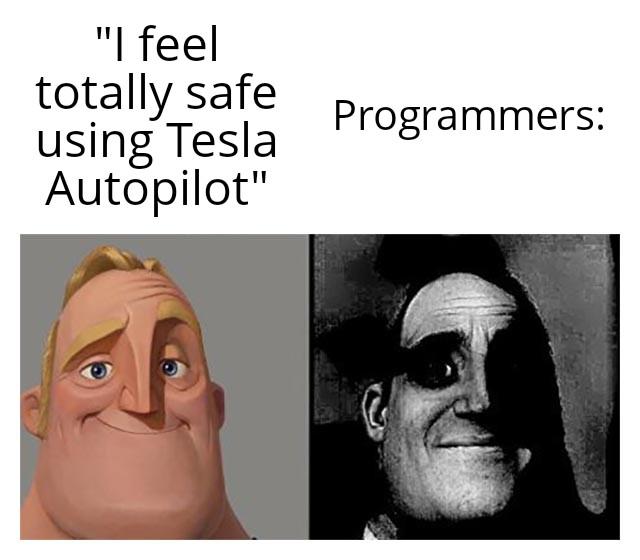 "I feel
totally safe
using Tesla
Autopilot"
Programmers: